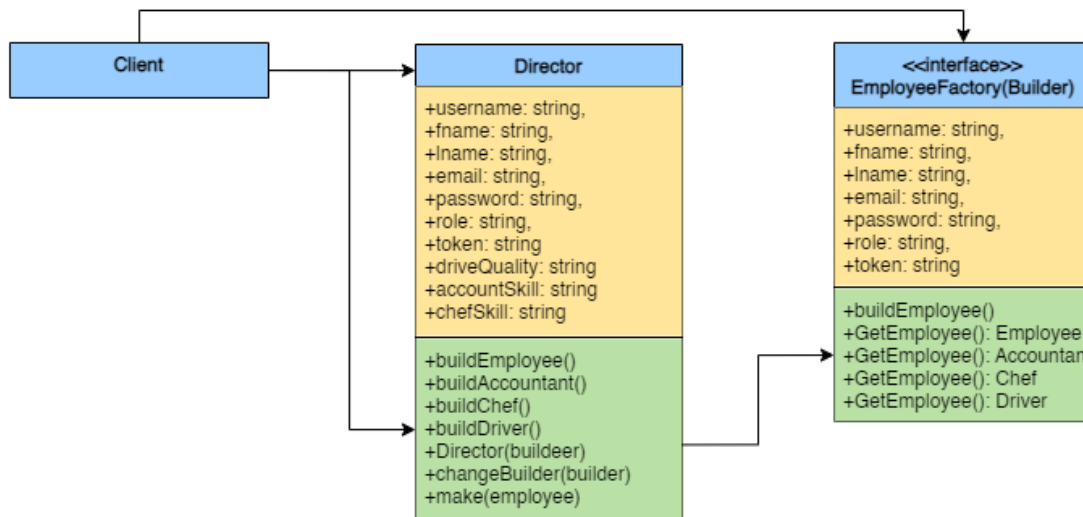 Client
Director
+username: string,
+fname: string,
+lname: string,
+email: string,
+password: string,
+role: string,
+token: string
+driveQuality: string
+accountSkill: string
+chefSkill: string
+buildEmployee()
+buildAccountant()
+buildChef()
+buildDriver()
+Director(buildeer)
+changeBuilder(builder)
+make(employee)
<<interface>>
EmployeeFactory(Builder)
+username: string,
+fname: string,
+lname: string,
+email: string,
+password: string,
+role: string,
+token: string
+buildEmployee()
+GetEmployee(): Employee
+GetEmployee(): Accountant
+GetEmployee(): Chef
+GetEmployee(): Driver